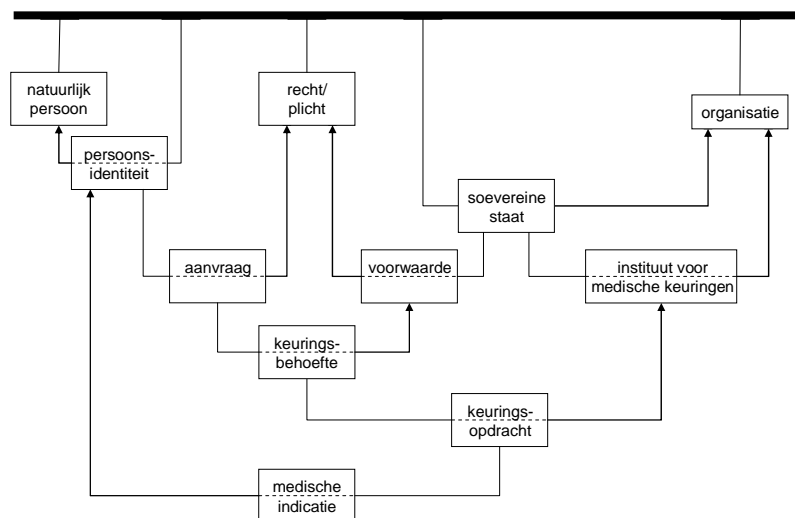 natuurlijk
persoon
recht/
plicht
organisatie
persoons-
identiteit
soevereine
staat
aanvraag
voorwaarde
instituut voor
medische keuringen
keurings-
behoefte
keurings-
opdracht
medische
indicatie